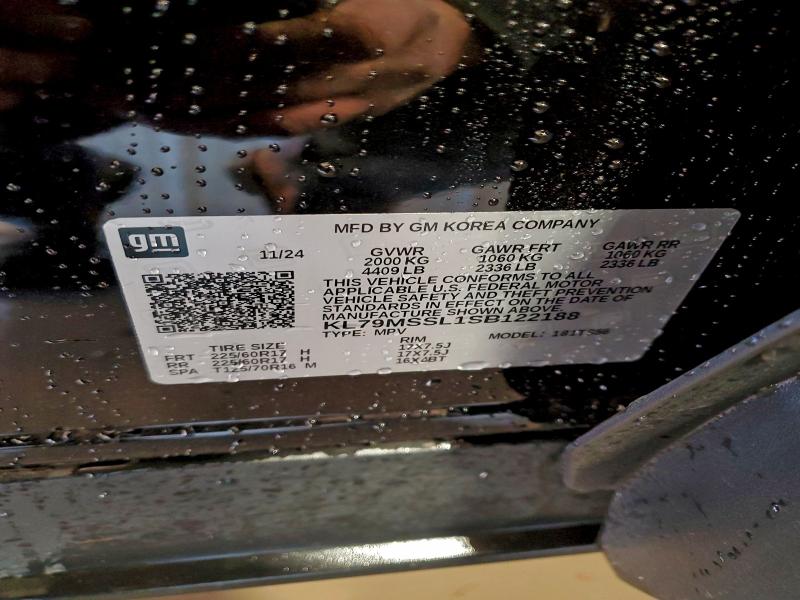 MFD BY GM KOREA COMPANY
gm
11/24 GVWR GAWR FRT GAWR RR
2000 KG 1060 KG 1060 KG
4409 LB 2336 LB 2336 LB
THIS VEHICLE CONFORMS TO ALL
APPLICABLE U.S. FEDERAL MOTOR
VEHICLE SAFETY AND THEFT PREVENTION
STANDARDS IN EFFECT ON THE DATE OF
MANUFACTURE SHOWN ABOVE.
KL79MSSL1SB122188
TYPE: MPV MODEL:
TIRE SIZE RIM
FRT 225/60R17 H 17X7.5J
RR 225/60R17 H 17X7.5J
SPA T125/70R16 M 16X4BT